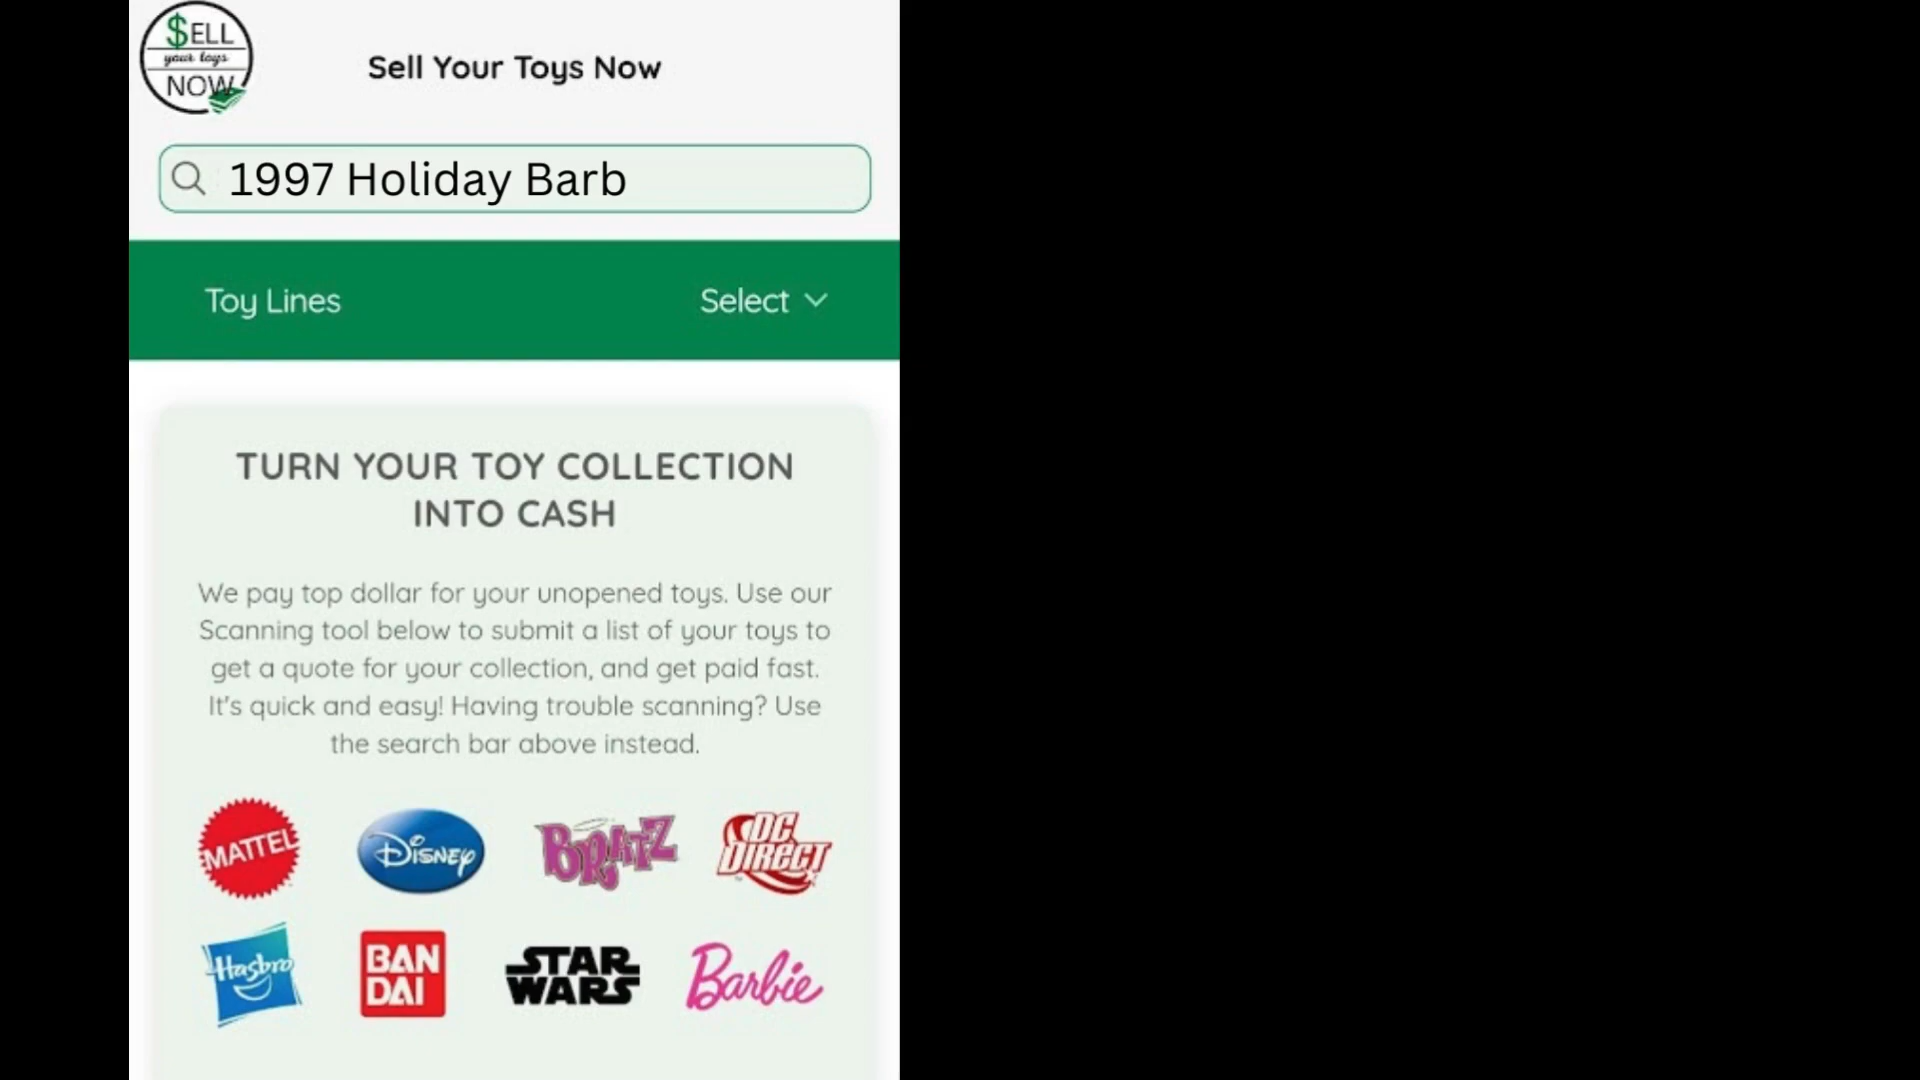 $ELL
your toys
NOW
Sell Your Toys Now
1997 Holiday Barb
Toy Lines
Select
TURN YOUR TOY COLLECTION
INTO CASH
We pay top dollar for your unopened toys. Use our
Scanning tool below to submit a list of your toys to
get a quote for your collection, and get paid fast.
It's quick and easy! Having trouble scanning? Use
the search bar above instead.
MATTEL
Disney
BRATZ
DC
DIRECT
Hasbro
BAN
DAI
STAR
WARS
Barbie